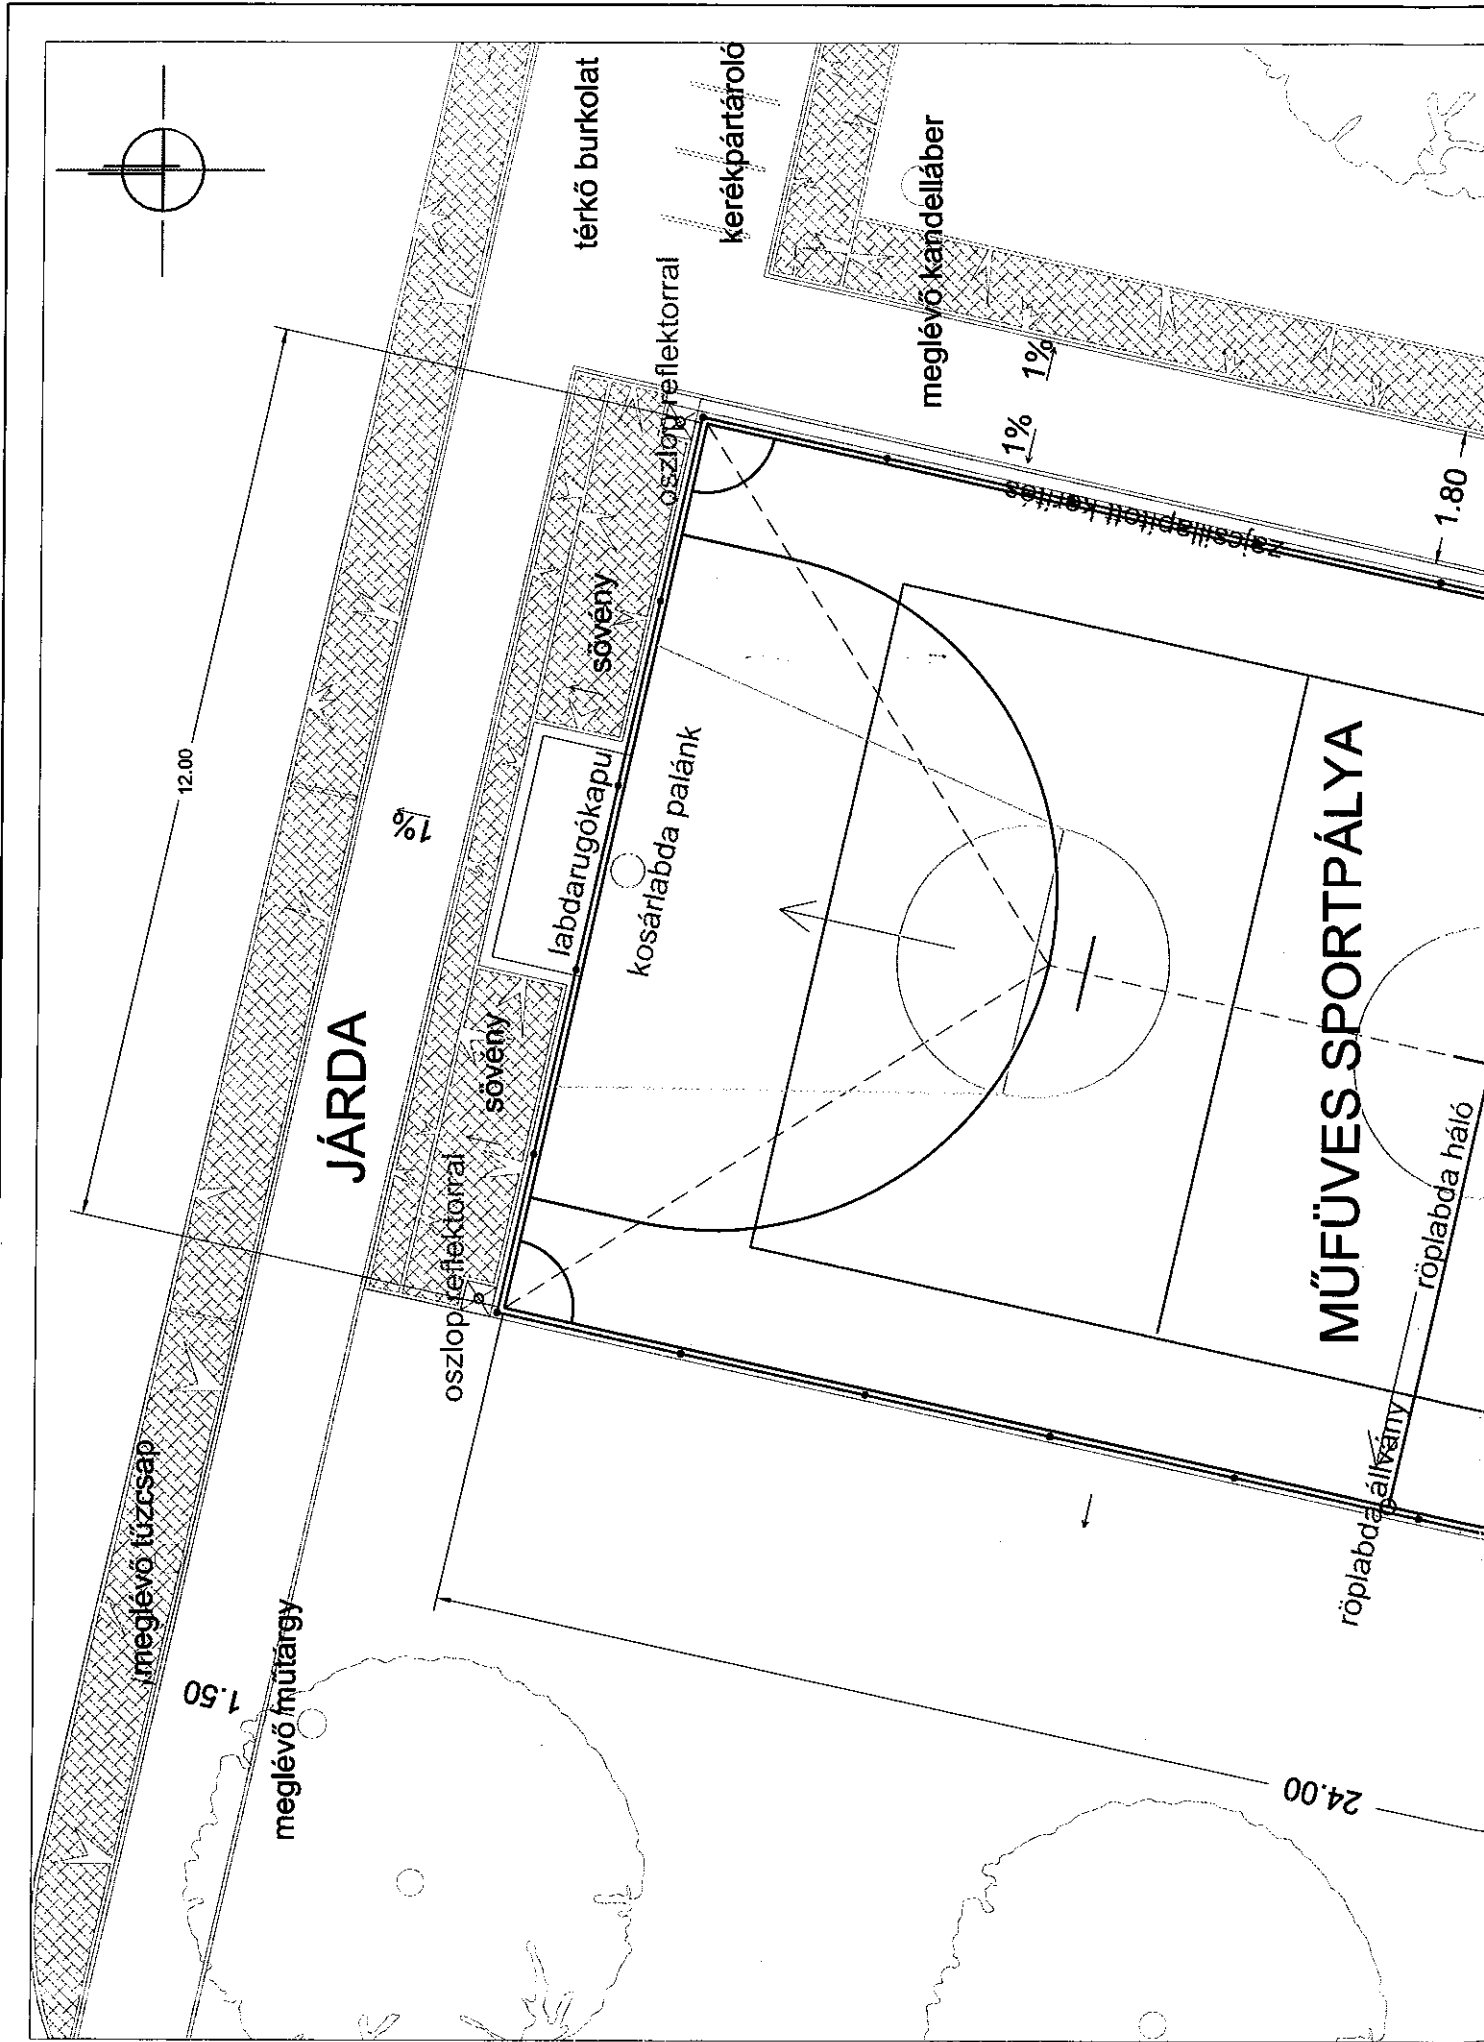 térkő burkolat
kerékpártároló
meglévő kandelláber
oszlop reflektorral
1%
1%
1.80
zajcsillapított kerítés
12.00
1%
sövény
labdarugókapu
kosárlabda palánk
JÁRDA
sövény
oszlop reflektorral
MŰFÜVES SPORTPÁLYA
röplabda háló
röplabda állvány
meglévő tűzcsap
1.50
meglévő műtárgy
24.00